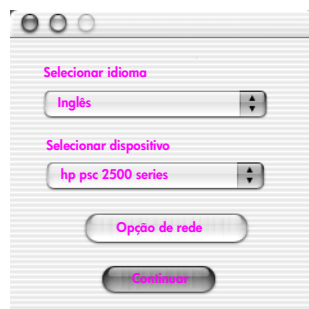 Selecionar idioma
Inglês
Selecionar dispositivo
hp psc 2500 series
Opção de rede
Continuar